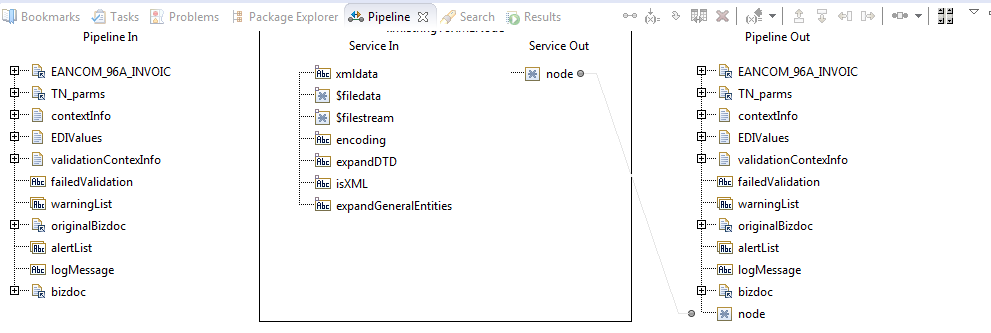 Bookmarks Tasks Problems Package Explorer Pipeline Search Results
Pipeline In
EANCOM_96A_INVOIC
TN_parms
contextInfo
EDIValues
validationContexInfo
failedValidation
warningList
originalBizdoc
alertList
logMessage
bizdoc
Service In
xmldata
$filedata
$filestream
encoding
expandDTD
isXML
expandGeneralEntities
Service Out
node
Pipeline Out
EANCOM_96A_INVOIC
TN_parms
contextInfo
EDIValues
validationContexInfo
failedValidation
warningList
originalBizdoc
alertList
logMessage
bizdoc
node